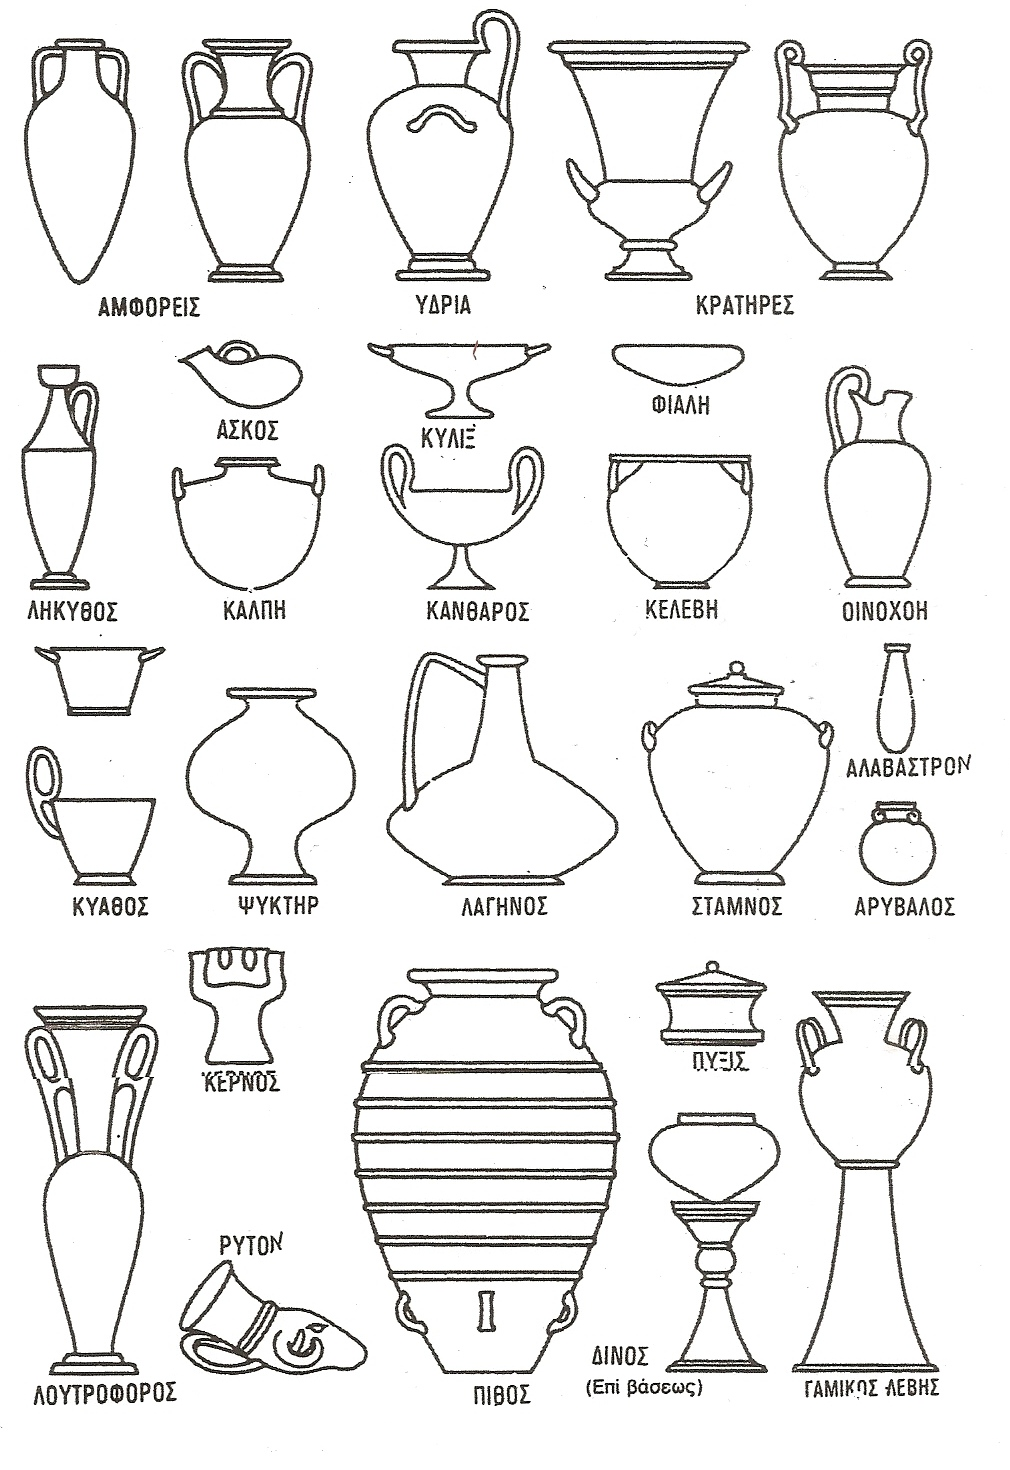 ΑΜΦΟΡΕΙΣ ΥΔΡΙΑ ΚΡΑΤΗΡΕΣ
ΑΣΚΟΣ ΚΥΛΙΞ ΦΙΑΛΗ
ΛΗΚΥΘΟΣ ΚΑΛΠΗ ΚΑΝΘΑΡΟΣ ΚΕΛΕΒΗ ΟΙΝΟΧΟΗ
ΑΛΑΒΑΣΤΡΟΝ
ΚΥΑΘΟΣ ΨΥΚΤΗΡ ΛΑΓΗΝΟΣ ΣΤΑΜΝΟΣ ΑΡΥΒΑΛΟΣ
ΚΕΡΝΟΣ ΠΥΞΙΣ
ΡΥΤΟΝ
ΛΟΥΤΡΟΦΟΡΟΣ ΠΙΘΟΣ ΔΙΝΟΣ
(Επί βάσεως)
ΓΑΜΙΚΟΣ ΛΕΒΗΣ